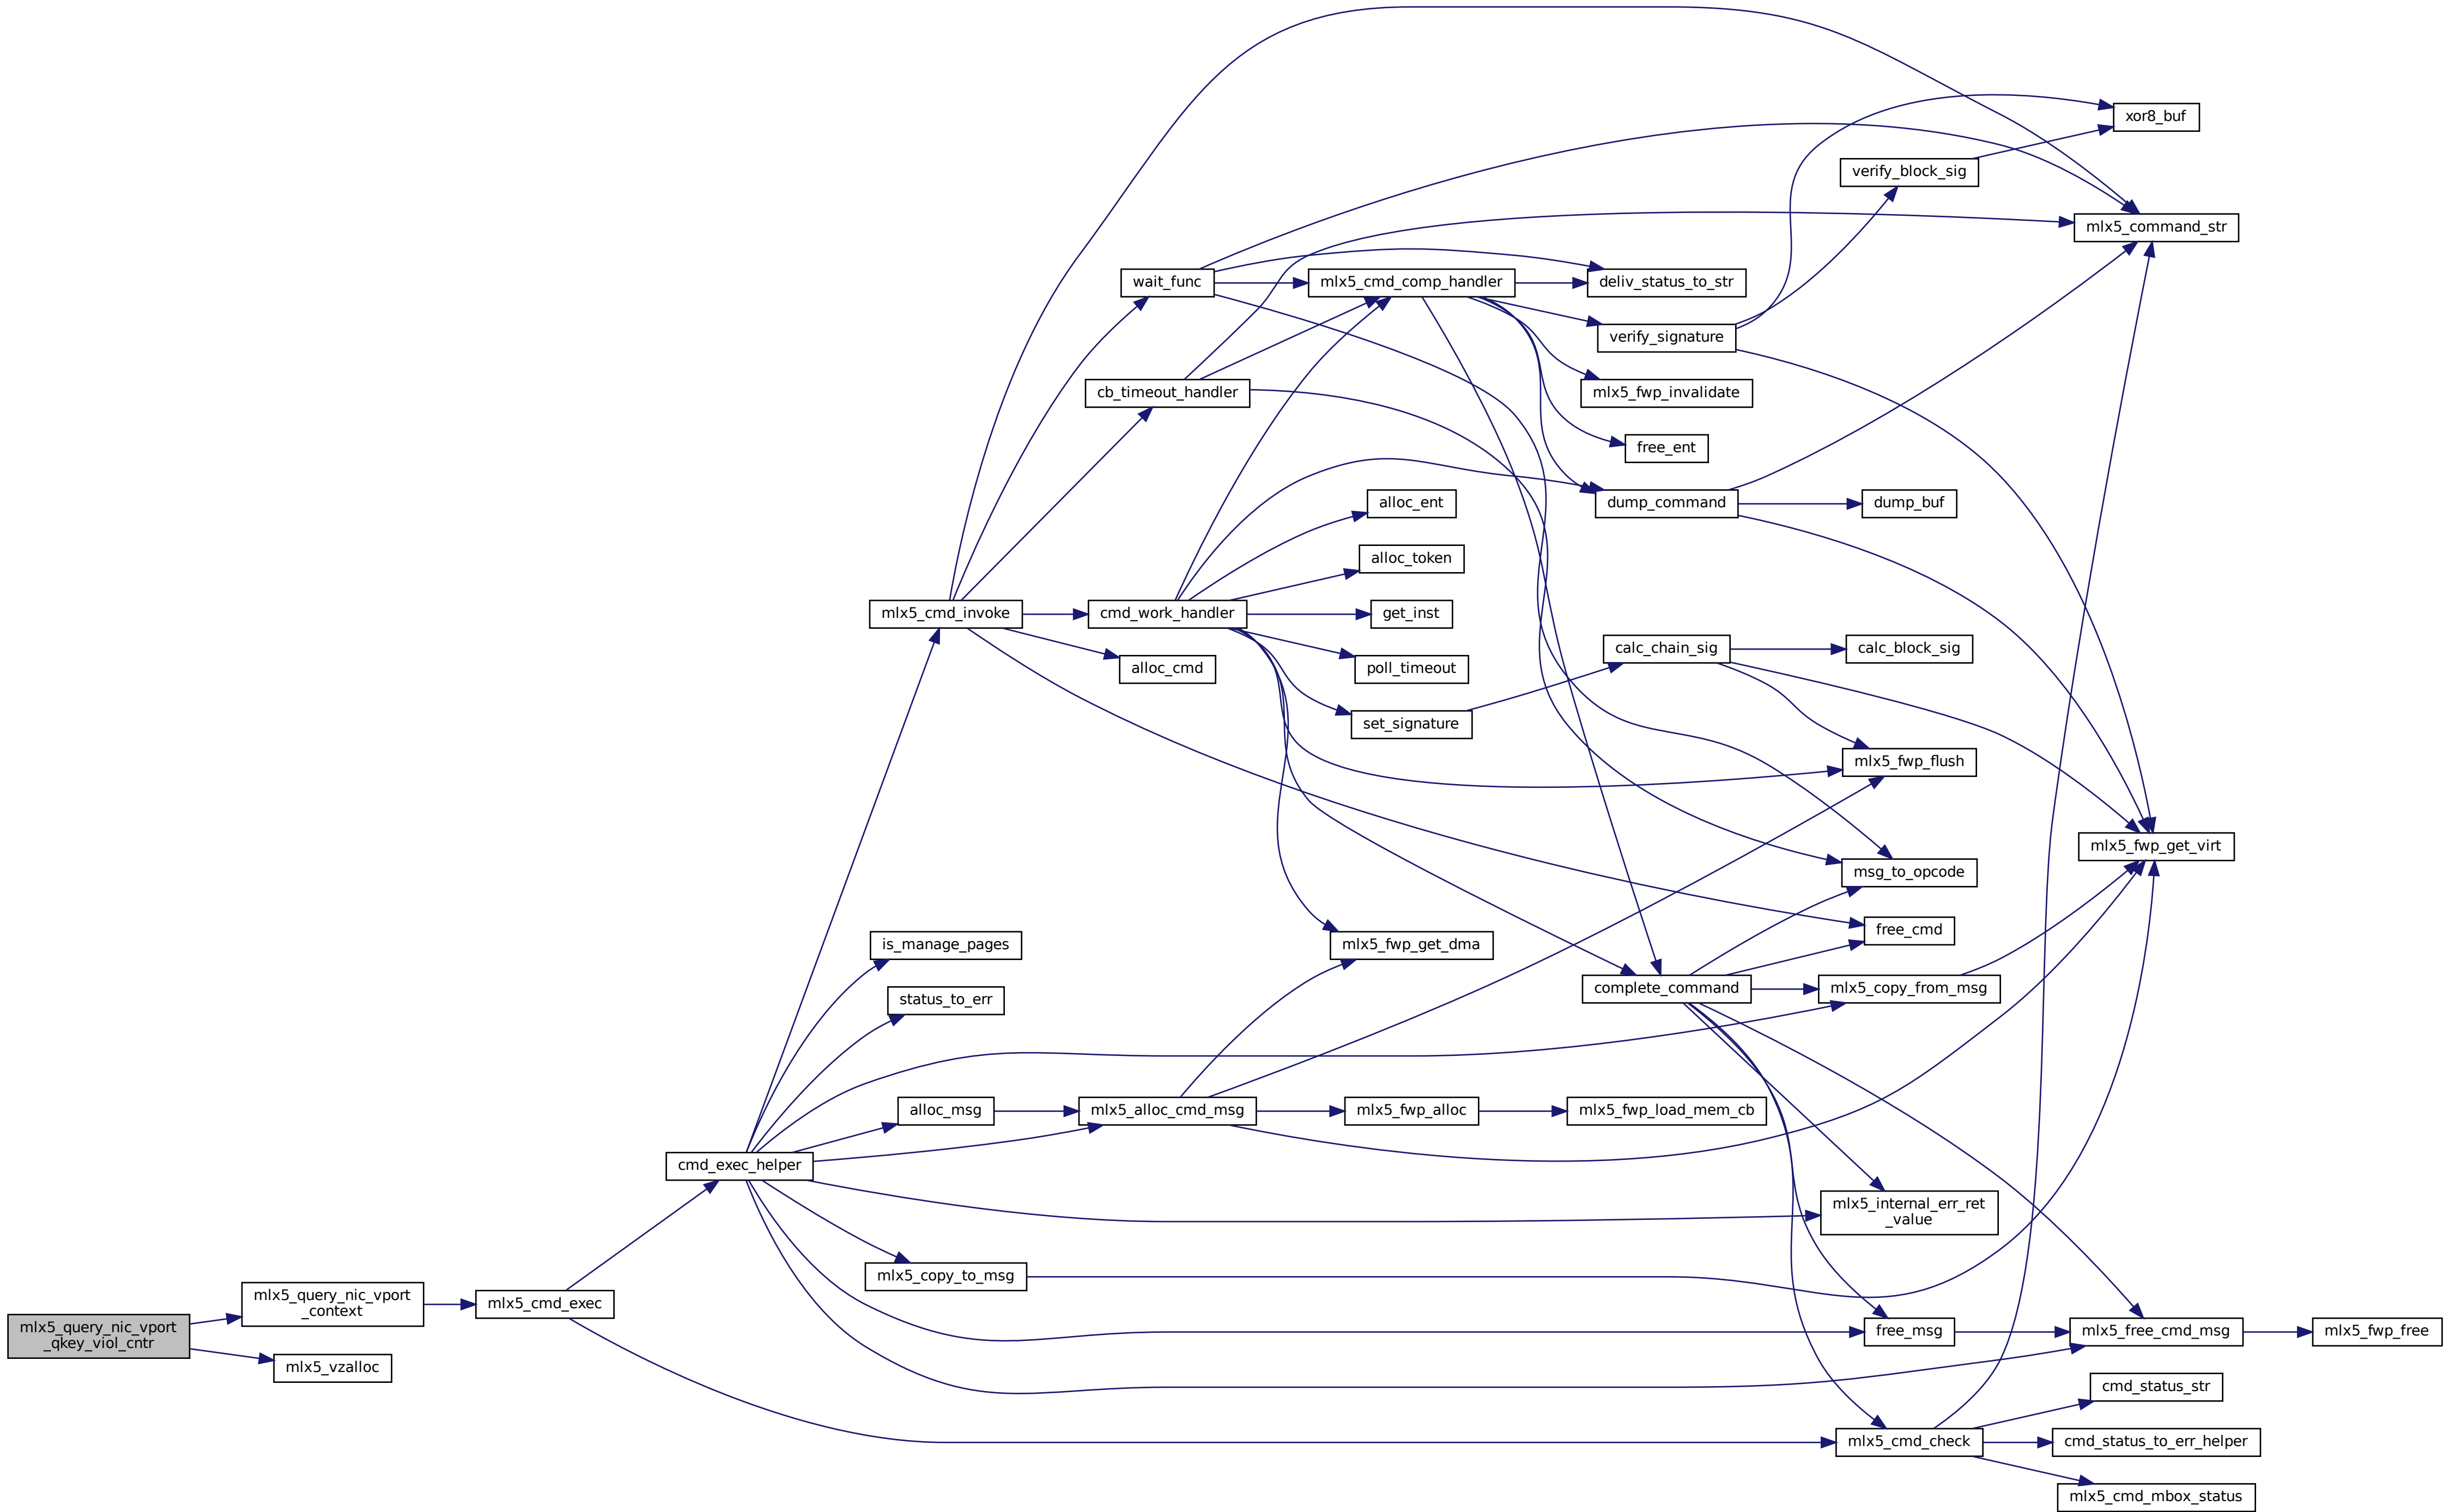 xor8_buf
verify_block_sig
mlx5_command_str
wait_func
mlx5_cmd_comp_handler
deliv_status_to_str
verify_signature
cb_timeout_handler
mlx5_fwp_invalidate
free_ent
alloc_ent
dump_command
dump_buf
alloc_token
mlx5_cmd_invoke
cmd_work_handler
get_inst
calc_chain_sig
calc_block_sig
alloc_cmd
poll_timeout
set_signature
mlx5_fwp_flush
mlx5_fwp_get_virt
msg_to_opcode
free_cmd
is_manage_pages
mlx5_fwp_get_dma
complete_command
mlx5_copy_from_msg
status_to_err
alloc_msg
mlx5_alloc_cmd_msg
mlx5_fwp_alloc
mlx5_fwp_load_mem_cb
cmd_exec_helper
mlx5_internal_err_ret
_value
mlx5_copy_to_msg
mlx5_query_nic_vport
_context
mlx5_cmd_exec
mlx5_query_nic_vport
_qkey_viol_cntr
free_msg
mlx5_free_cmd_msg
mlx5_fwp_free
mlx5_vzalloc
cmd_status_str
mlx5_cmd_check
cmd_status_to_err_helper
mlx5_cmd_mbox_status